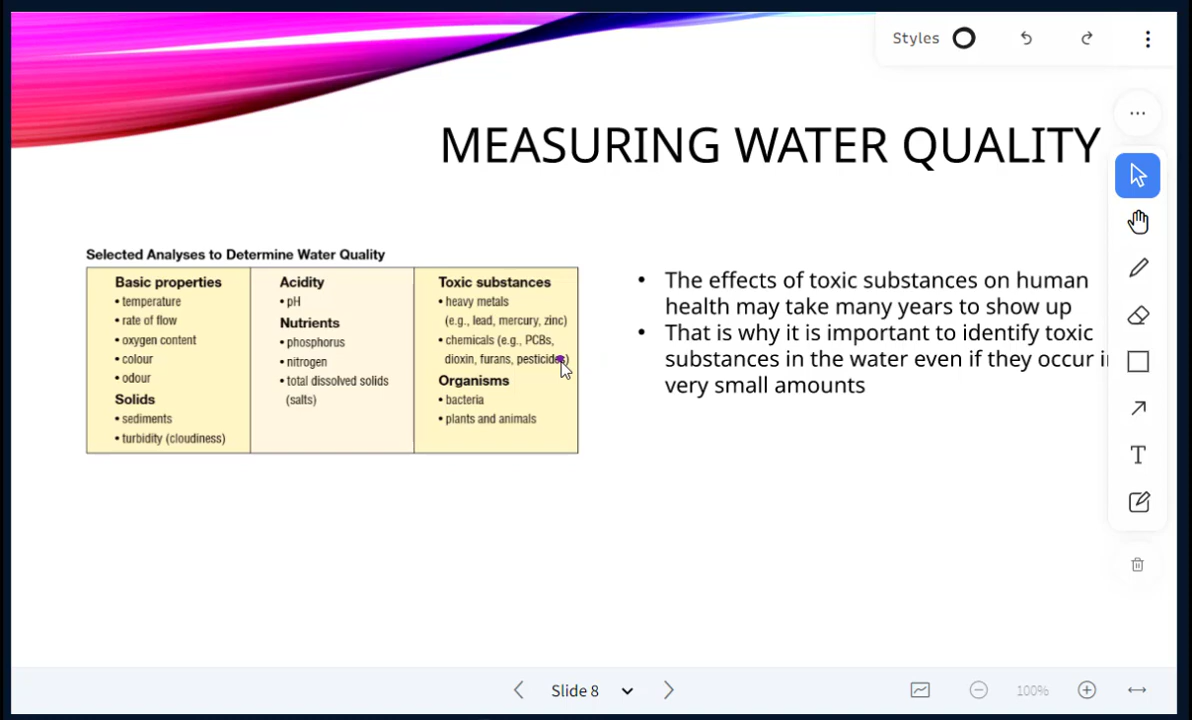 Styles
MEASURING WATER QUALITY
Selected Analyses to Determine Water Quality
Basic properties
• temperature
• rate of flow
• oxygen content
• colour
• odour
Solids
• sediments
• turbidity (cloudiness)
Acidity
• pH
Nutrients
• phosphorus
• nitrogen
• total dissolved solids
(salts)
Toxic substances
• heavy metals
(e.g., lead, mercury, zinc)
• chemicals (e.g., PCBs,
dioxin, furans, pesticides)
Organisms
• bacteria
• plants and animals
• The effects of toxic substances on human
health may take many years to show up
• That is why it is important to identify toxic
substances in the water even if they occur in
very small amounts
T
Slide 8
100%